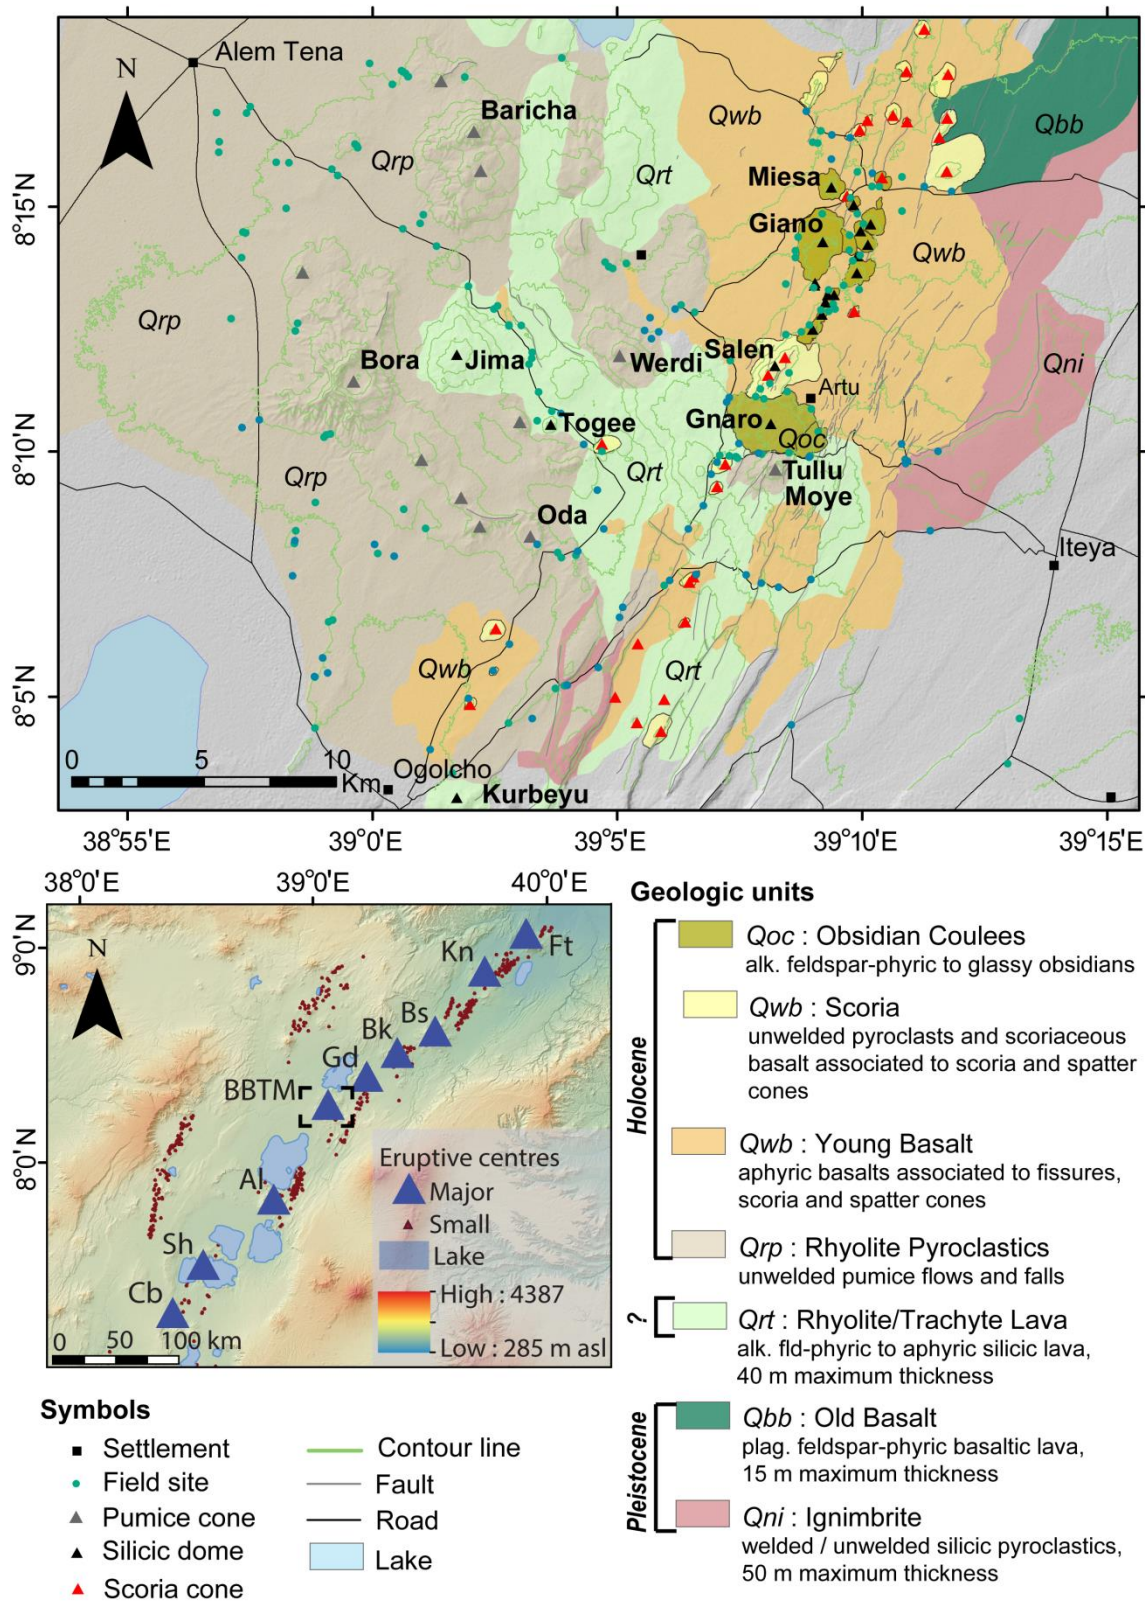 N
Alem Tena
Baricha
Qwb
Qbb
Qrp
Qrt
8°15'N
Miesa
Giano
Qwb
Qrp
Bora
Jima
Werdi
Salen
Qni
Artu
Togee
Gnaro
Qoc
8°10'N
Qrp
Qrt
Tullu
Moye
Oda
Iteya
Qwb
Qrt
8°5'N
0 5 10
Km
Ogolcho
Kurbeyu
38°55'E 39°0'E 39°5'E 39°10'E 39°15'E
38°0'E 39°0'E 40°0'E
9°0'N
N
Kn
Ft
Bs
Bk
Gd
BBTM
8°0'N
Al
Sh
Cb
Eruptive centres
Major
Small
Lake
High : 4387
Low : 285 m asl
0 50 100 km
Symbols
Settlement
Field site
Pumice cone
Silicic dome
Scoria cone
Contour line
Fault
Road
Lake
Geologic units
Holocene
Qoc : Obsidian Coulees
alk. feldspar-phyric to glassy obsidians
Qwb : Scoria
unwelded pyroclasts and scoriaceous
basalt associated to scoria and spatter
cones
Qwb : Young Basalt
aphyric basalts associated to fissures,
scoria and spatter cones
Qrp : Rhyolite Pyroclastics
unwelded pumice flows and falls
?
Qrt : Rhyolite/Trachyte Lava
alk. fld-phyric to aphyric silicic lava,
40 m maximum thickness
Pleistocene
Qbb : Old Basalt
plag. feldspar-phyric basaltic lava,
15 m maximum thickness
Qni : Ignimbrite
welded / unwelded silicic pyroclastics,
50 m maximum thickness